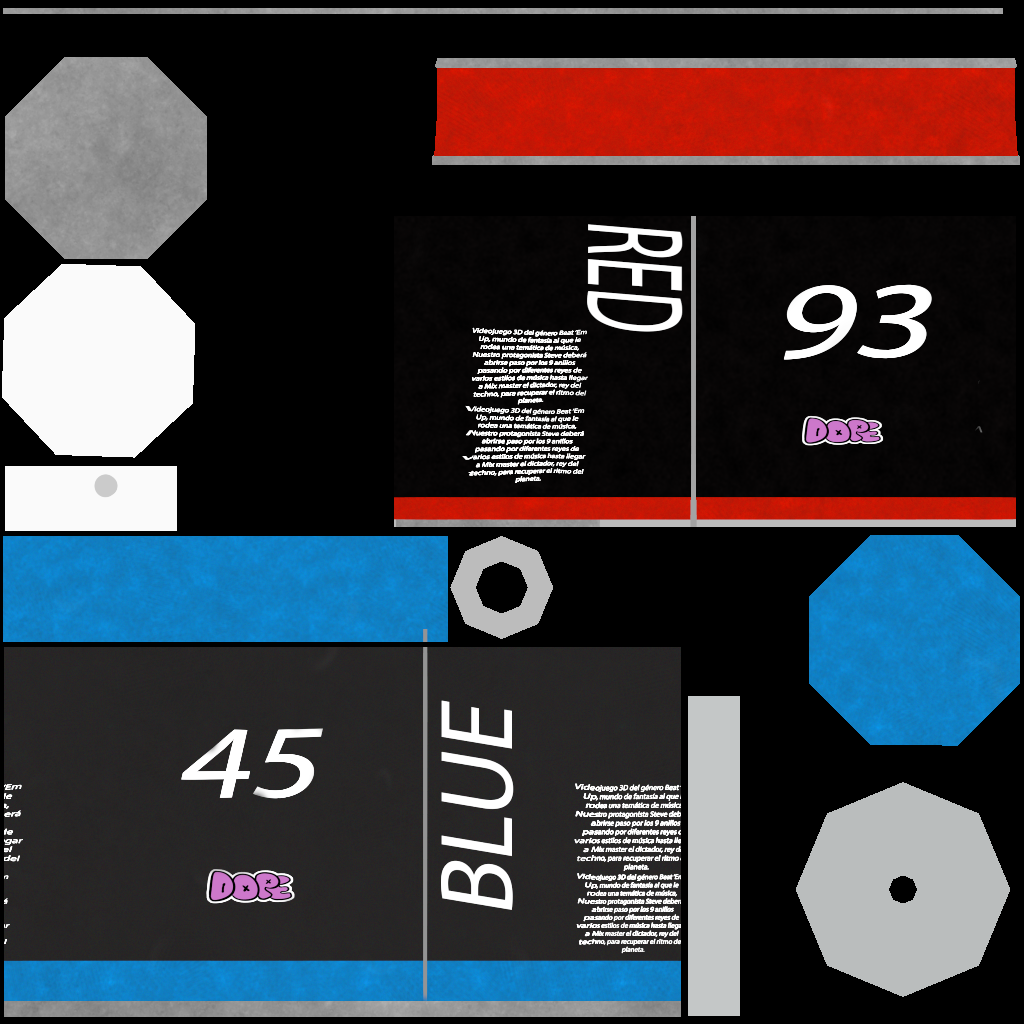 RED
93
Videojuego 3D del género Beat 'Em
Up, mundo de fantasía al que le
rodea una temática de música,
Nuestro protagonista Steve deberá
abrirse paso por los 9 anillos
pasando por diferentes reyes de
varios estilos de música hasta llegar
a Mix master el dictador, rey del
techno, para recuperar el ritmo del
planeta.
Videojuego 3D del género Beat 'Em
Up, mundo de fantasía al que le
rodea una temática de música,
Nuestro protagonista Steve deberá
abrirse paso por los 9 anillos
pasando por diferentes reyes de
varios estilos de música hasta llegar
a Mix master el dictador, rey del
techno, para recuperar el ritmo del
planeta.
DOPE
45
BLUE
'Em
le
erá
de
gar
el
del
Videojuego 3D del género Beat '
Up, mundo de fantasía al que
rodea una temática de música
Nuestro protagonista Steve deb
abrirse paso por los 9 anillos
pasando por diferentes reyes d
varios estilos de música hasta lle
a Mix master el dictador, rey d
techno, para recuperar el ritmo d
planeta.
Videojuego 3D del género Beat 'E
Up, mundo de fantasía al que
rodea una temática de música,
Nuestro protagonista Steve debe
abrirse paso por los 9 anillos
pasando por diferentes reyes de
varios estilos de música hasta llega
a Mix master el dictador, rey de
techno, para recuperar el ritmo de
planeta.
DOPE